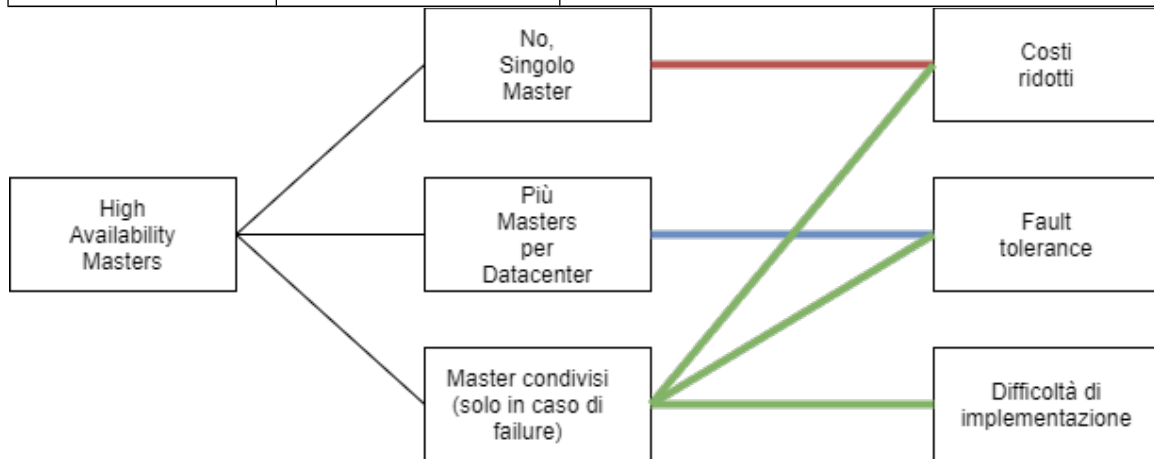 No,
Singolo
Master
Costi
ridotti
High
Availability
Masters
Più
Masters
per
Datacenter
Fault
tolerance
Master condivisi
(solo in caso di
failure)
Difficoltà di
implementazione